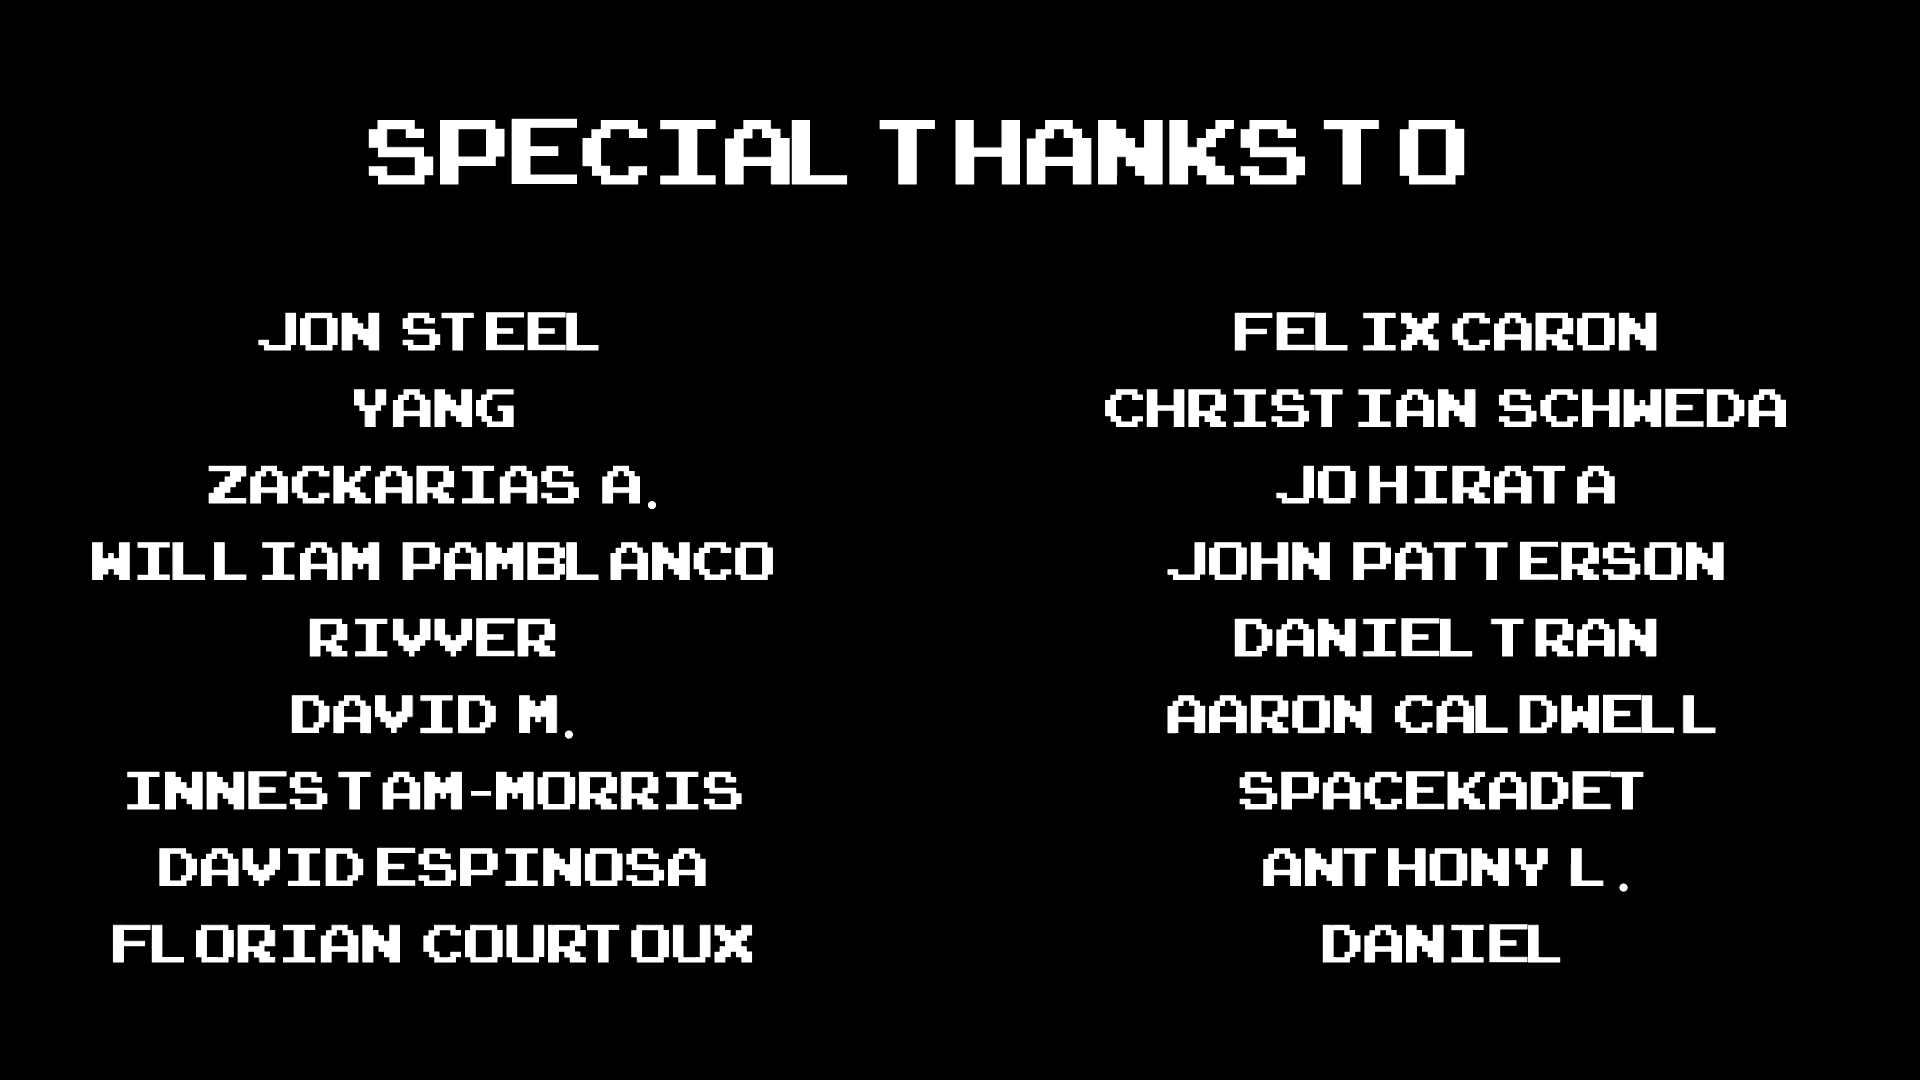 SPECIAL THANKS TO
JON STEEL
YANG
ZACKARIAS A.
WILLIAM PAMBLANCO
RIVVER
DAVID M.
INNES TAM-MORRIS
DAVID ESPINOSA
FLORIAN COURTOUX
FELIX CARON
CHRISTIAN SCHWEDA
JO HIRATA
JOHN PATTERSON
DANIEL TRAN
AARON CALDWELL
SPACEKADET
ANTHONY L.
DANIEL